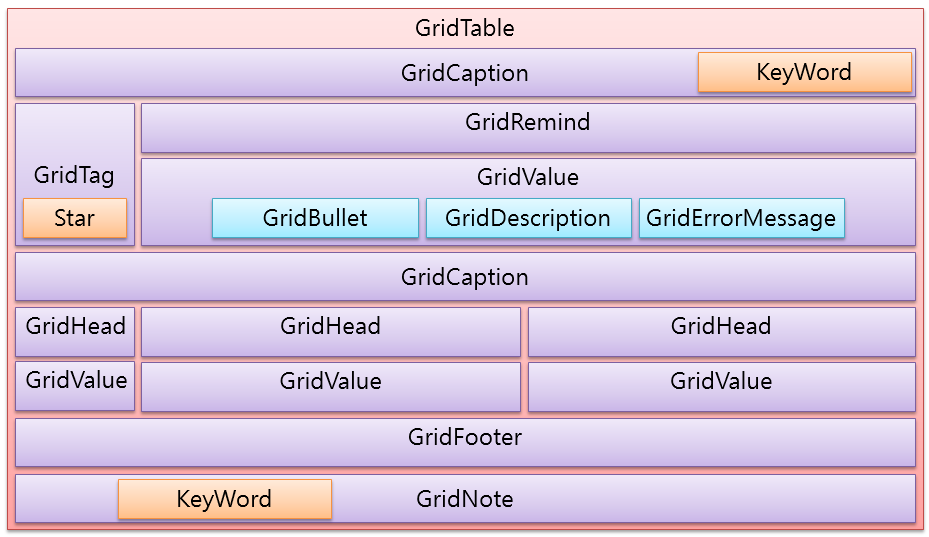 GridTable
GridCaption KeyWord
GridTag
Star
GridRemind
GridValue
GridBullet GridDescription GridErrorMessage
GridCaption
GridHead GridHead GridHead
GridValue GridValue GridValue
GridFooter
KeyWord GridNote